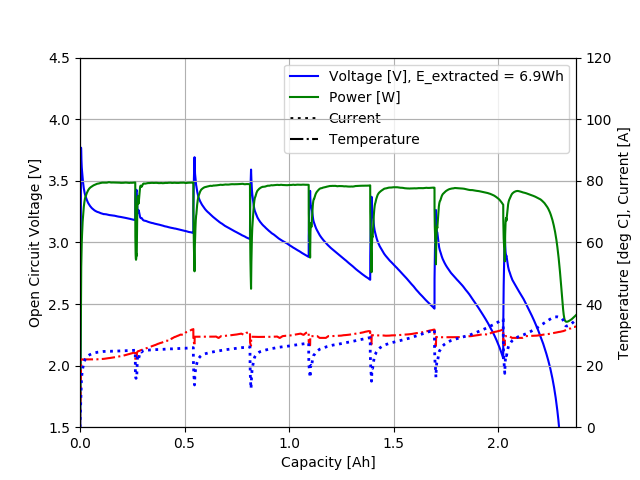 4.5
4.0
3.5
3.0
2.5
2.0
1.5
Open Circuit Voltage [V]
Voltage [V], E_extracted = 6.9Wh
Power [W]
Current
Temperature
120
100
80
60
40
20
0
Temperature [deg C], Current [A]
0.0
0.5
1.0
1.5
2.0
Capacity [Ah]